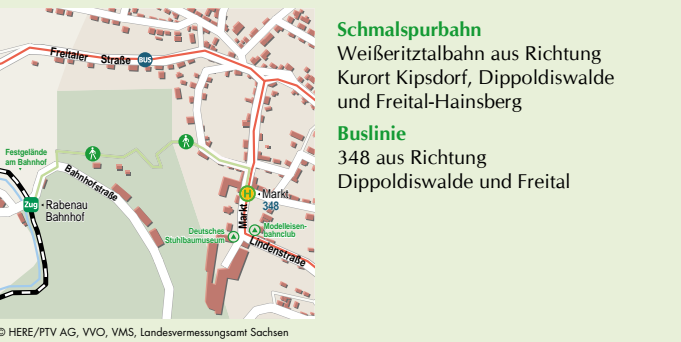 Freitaler Straße
BUS
Festgelände
am Bahnhof
Bahnhofstraße
Zug
Rabenau
Bahnhof
H
Markt
348
Markt
Deutsches
Stuhlbaumuseum
Modelleisen-
bahnclub
Lindenstraße
© HERE/PTV AG, VVO, VMS, Landesvermessungsamt Sachsen
Schmalspurbahn
Weißeritztalbahn aus Richtung
Kurort Kipsdorf, Dippoldiswalde
und Freital-Hainsberg
Buslinie
348 aus Richtung
Dippoldiswalde und Freital